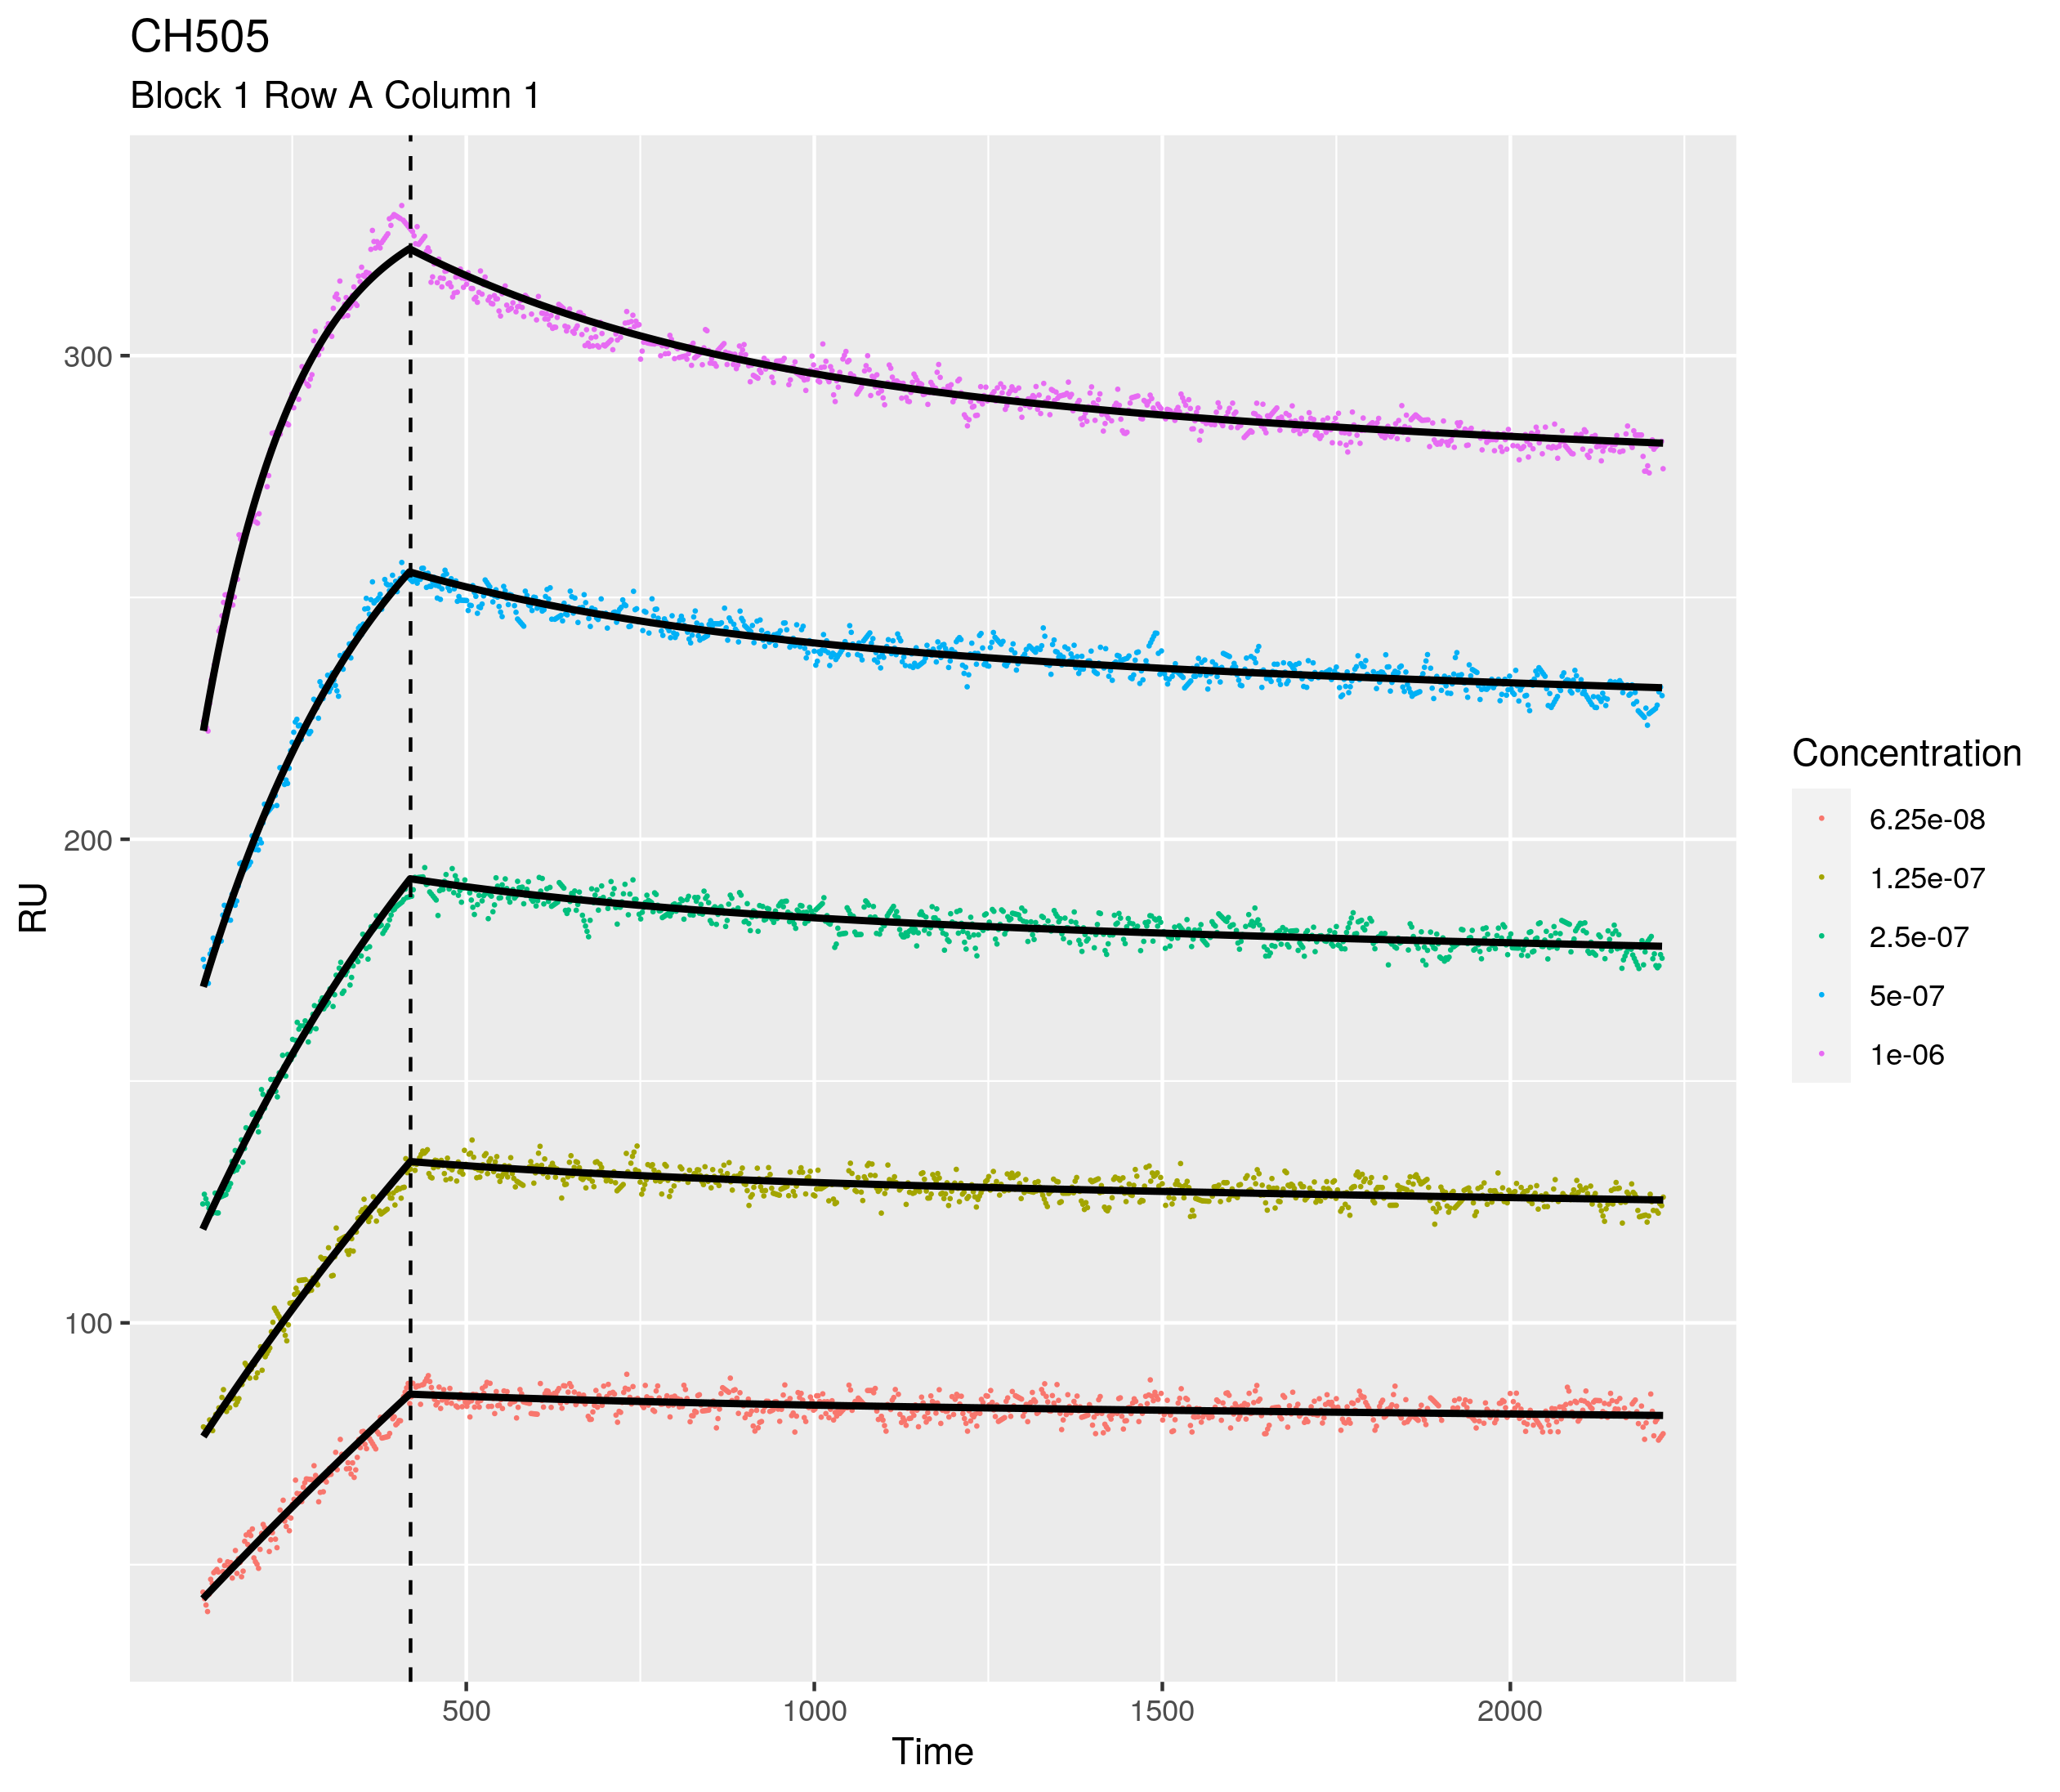 CH505
Block 1 Row A Column 1
300
200
100
RU
500
1000
1500
2000
Time
Concentration
6.25e-08
1.25e-07
2.5e-07
5e-07
1e-06